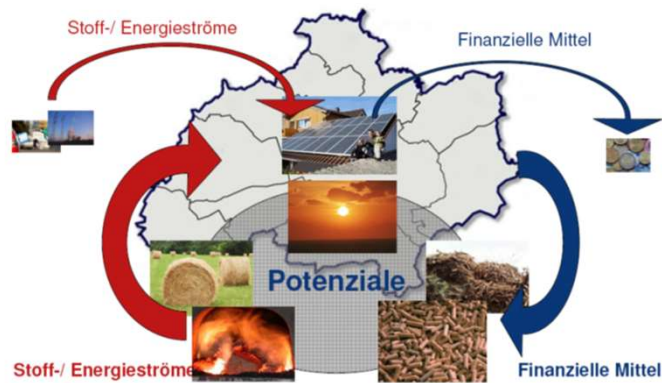 Stoff-/ Energieströme
Finanzielle Mittel
Potenziale
Stoff-/ Energieströme
Finanzielle Mittel